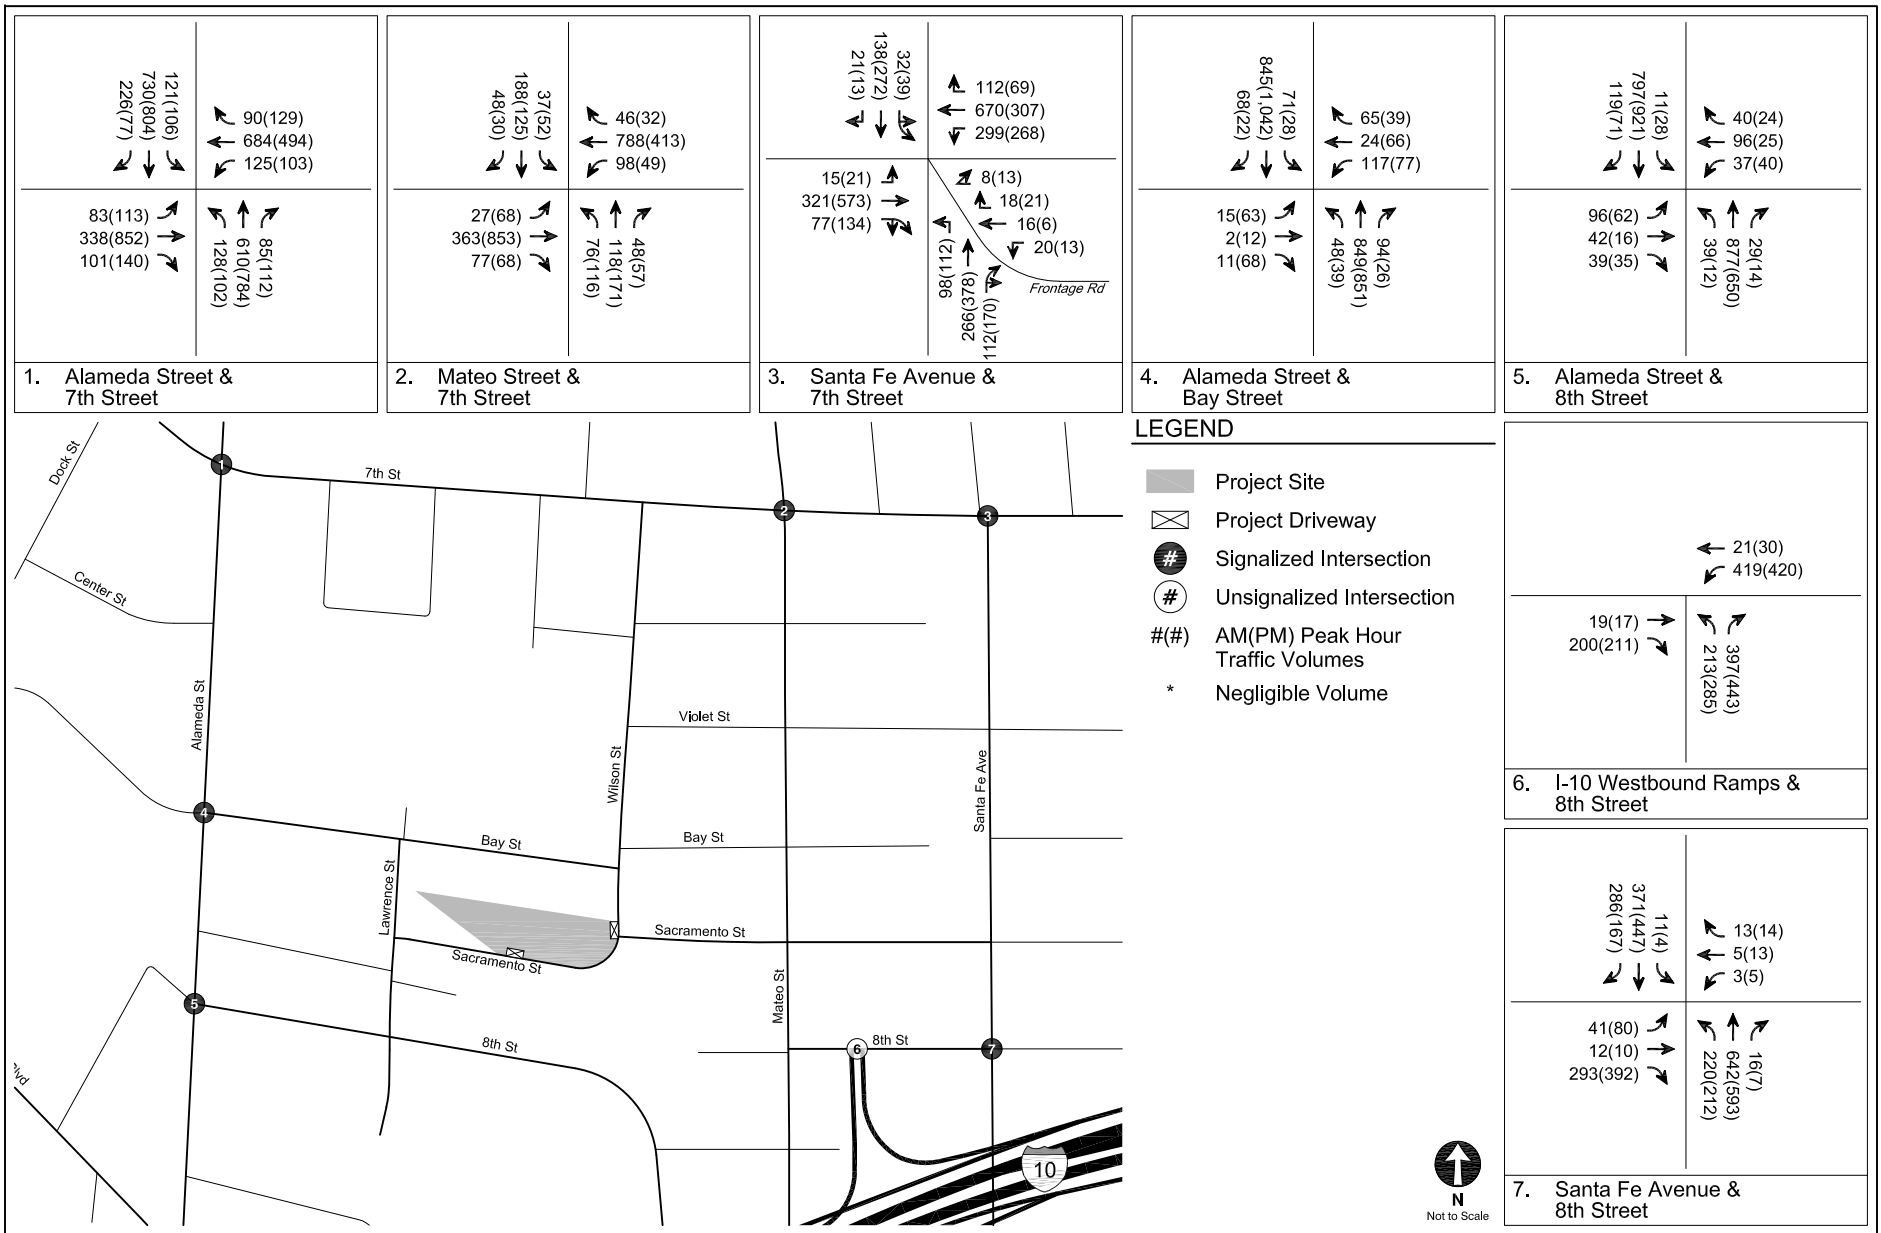 121(106)
730(804)
226(77)
90(129)
684(494)
125(103)
83(113)
338(852)
101(140)
128(102)
610(784)
85(112)
1. Alameda Street &
7th Street
37(52)
188(125)
48(30)
46(32)
788(413)
98(49)
27(68)
363(853)
77(68)
76(116)
118(171)
48(57)
2. Mateo Street &
7th Street
32(39)
138(272)
21(13)
112(69)
670(307)
299(268)
15(21)
321(573)
77(134)
8(13)
18(21)
16(6)
20(13)
98(112)
266(378)
112(170)
Frontage Rd
3. Santa Fe Avenue &
7th Street
71(28)
845(1,042)
68(22)
65(39)
24(66)
117(77)
15(63)
2(12)
11(68)
48(39)
849(851)
94(26)
4. Alameda Street &
Bay Street
11(28)
797(921)
119(71)
40(24)
96(25)
37(40)
96(62)
42(16)
39(35)
39(12)
877(650)
29(14)
5. Alameda Street &
8th Street
Dock St
1
7th St
2
3
Center St
Alameda St
Violet St
Wilson St
Santa Fe Ave
4
Bay St
Bay St
Lawrence St
Sacramento St
Sacramento St
Mateo St
5
8th St
6
8th St
7
Blvd
10
LEGEND
Project Site
Project Driveway
# Signalized Intersection
# Unsignalized Intersection
#(#) AM(PM) Peak Hour
Traffic Volumes
* Negligible Volume
N
Not to Scale
21(30)
419(420)
19(17)
200(211)
213(285)
397(443)
6. I-10 Westbound Ramps &
8th Street
11(4)
371(447)
286(167)
13(14)
5(13)
3(5)
41(80)
12(10)
293(392)
220(212)
642(593)
16(7)
7. Santa Fe Avenue &
8th Street